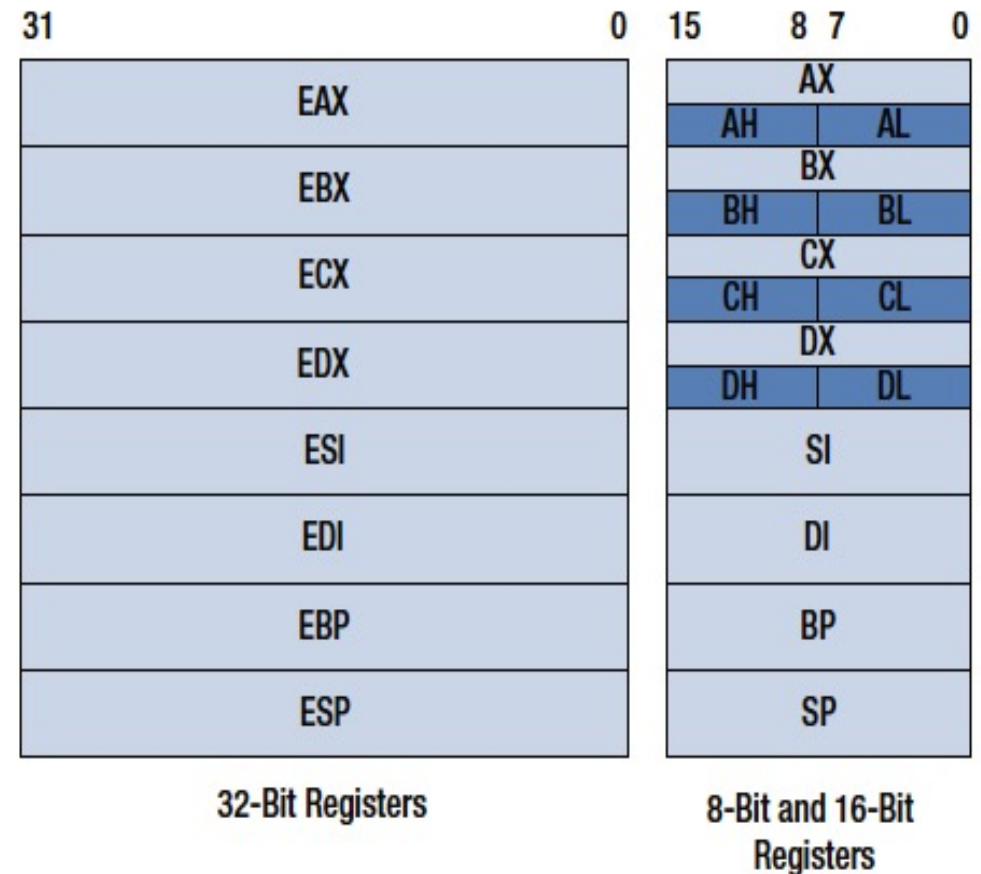 31 0 15 8 7 0
EAX
AX
AH AL
EBX
BX
BH BL
ECX
CX
CH CL
EDX
DX
DH DL
ESI SI
EDI DI
EBP BP
ESP SP
32-Bit Registers
8-Bit and 16-Bit
Registers